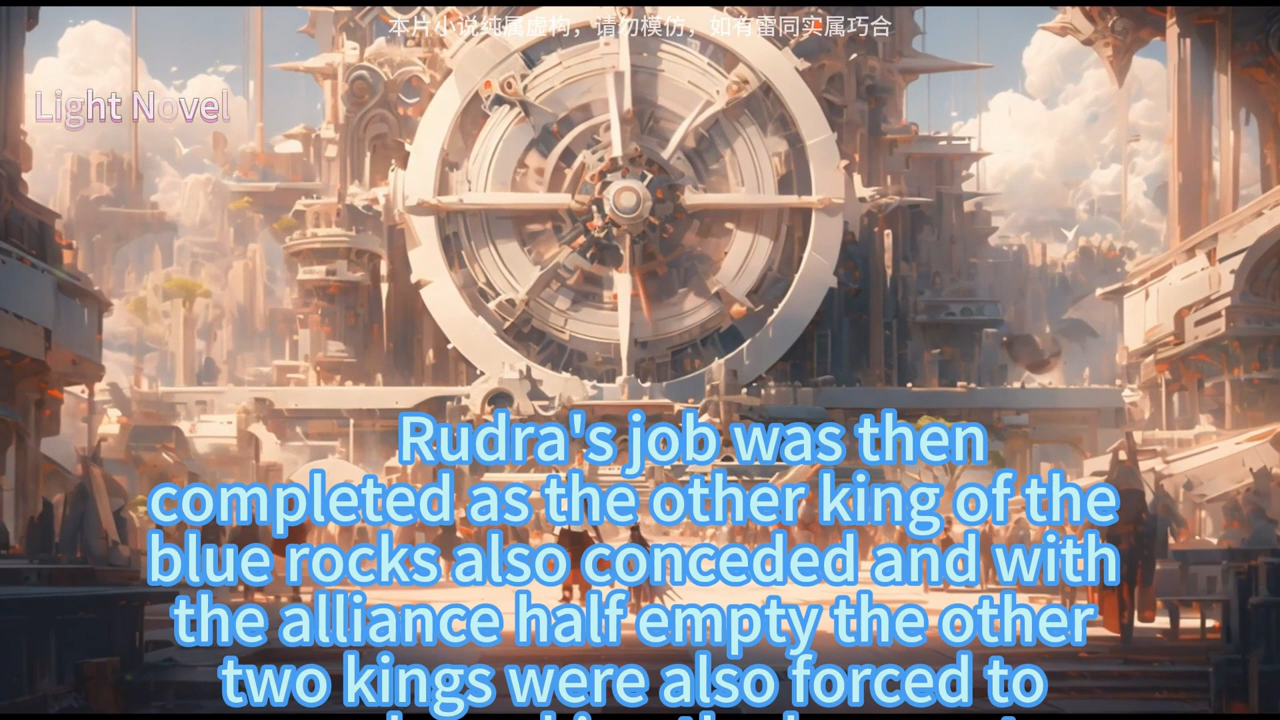 本片小说纯属虚构，请勿模仿，如有雷同实属巧合
Light Novel
Rudra's job was then
completed as the other king of the
blue rocks also conceded and with
the alliance half empty the other
two kings were also forced to